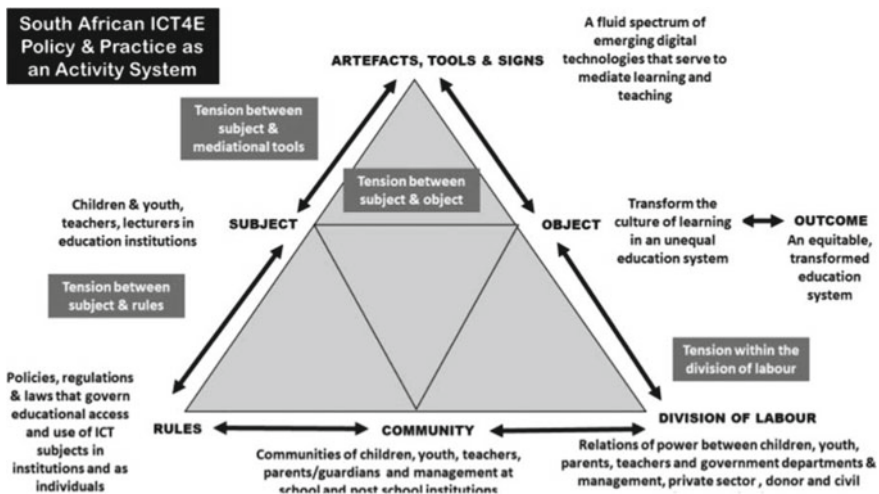 South African ICT4E
Policy & Practice as
an Activity System
ARTEFACTS, TOOLS & SIGNS
A fluid spectrum of
emerging digital
technologies that serve to
mediate learning and
teaching
Tension between
subject &
mediational tools
Tension between
subject & object
Children & youth,
teachers, lecturers in
education institutions
SUBJECT
OBJECT
Transform the
culture of learning
in an unequal
education system
OUTCOME
An equitable,
transformed
education
system
Tension between
subject & rules
Tension within the
division of labour
Policies, regulations
& laws that govern
educational access
and use of ICT
subjects in
institutions and as
individuals
RULES
COMMUNITY
Communities of children, youth, teachers,
parents/guardians and management at
school and post school institutions
DIVISION OF LABOUR
Relations of power between children, youth,
parents, teachers and government departments &
management, private sector , donor and civil